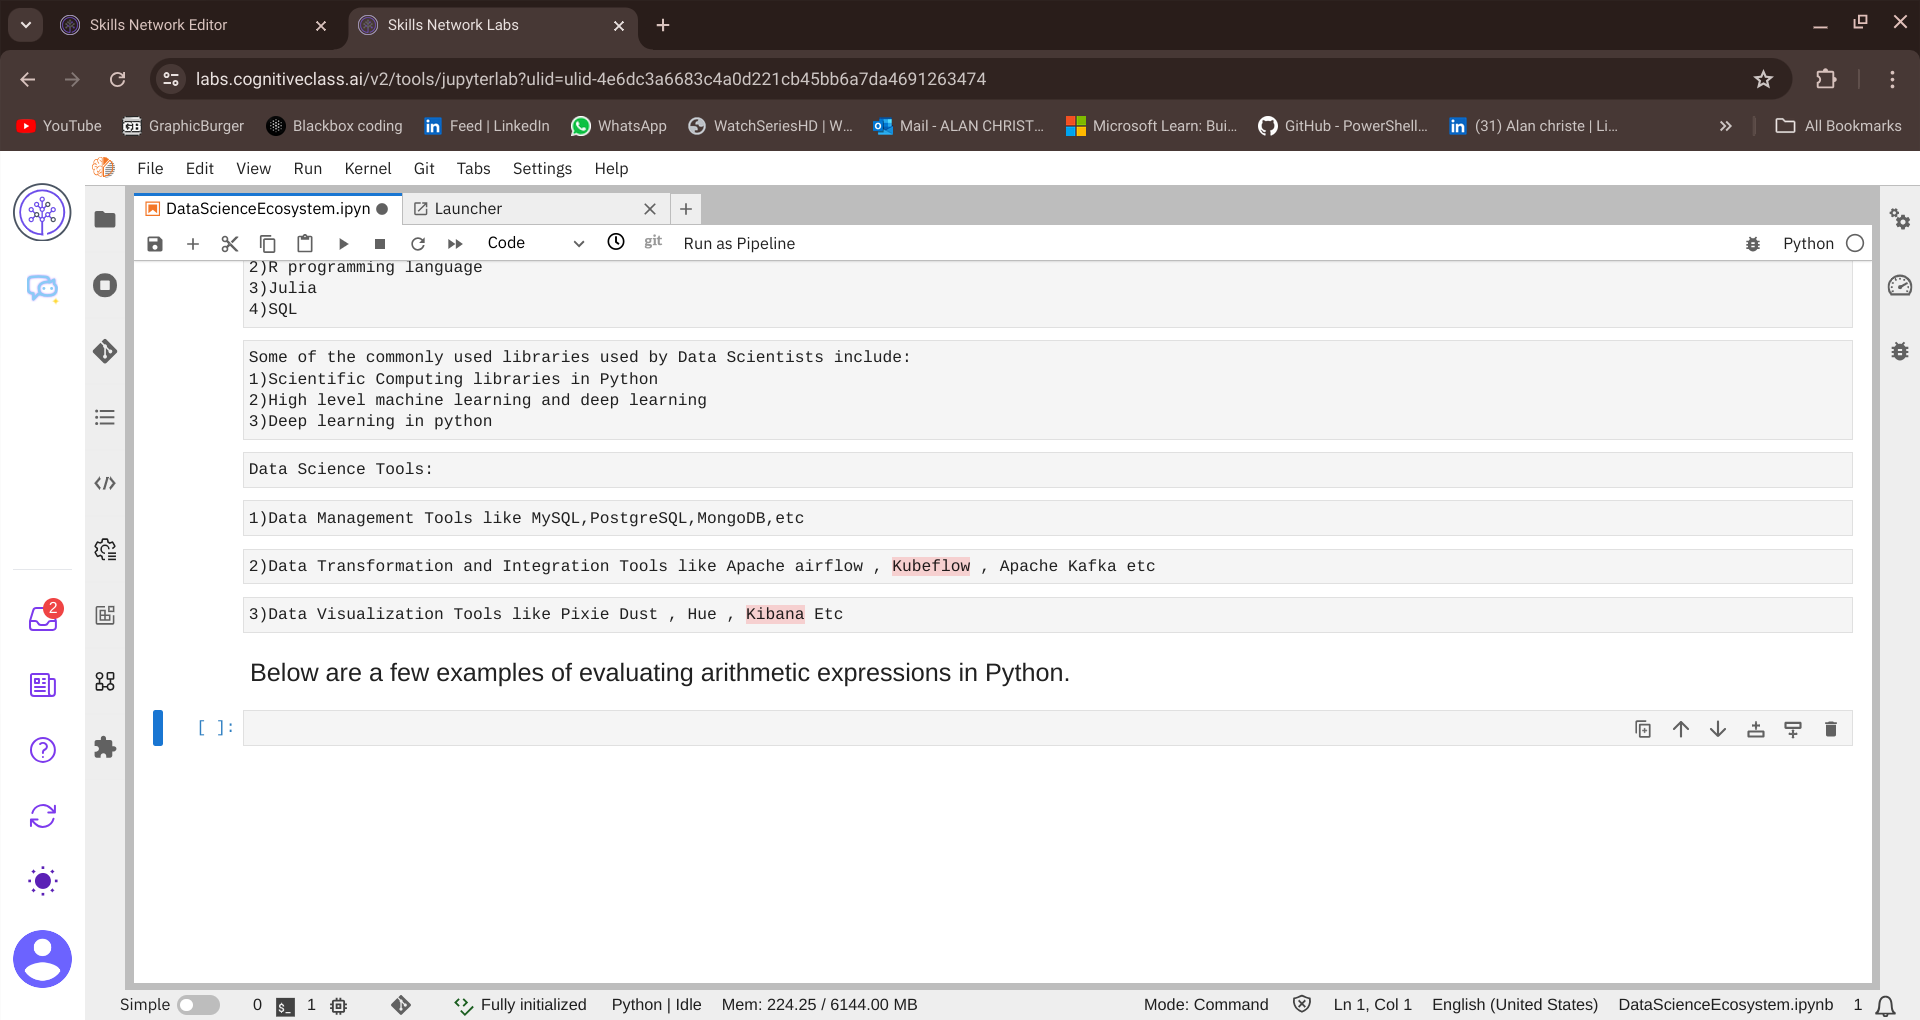 Skills Network Editor
Skills Network Labs
labs.cognitiveclass.ai/v2/tools/jupyterlab?ulid=ulid-4e6dc3a6683c4a0d221cb45bb6a7da4691263474
YouTube GraphicBurger Blackbox coding Feed | LinkedIn WhatsApp WatchSeriesHD | W... Mail - ALAN CHRIST... Microsoft Learn: Bui... GitHub - PowerShell... (31) Alan christe | Li... All Bookmarks
File Edit View Run Kernel Git Tabs Settings Help
DataScienceEcosystem.ipyn Launcher
Code git Run as Pipeline Python
2)R programming language
3)Julia
4)SQL
Some of the commonly used libraries used by Data Scientists include:
1)Scientific Computing libraries in Python
2)High level machine learning and deep learning
3)Deep learning in python
Data Science Tools:
1)Data Management Tools like MySQL,PostgreSQL,MongoDB,etc
2)Data Transformation and Integration Tools like Apache airflow , Kubeflow , Apache Kafka etc
3)Data Visualization Tools like Pixie Dust , Hue , Kibana Etc
Below are a few examples of evaluating arithmetic expressions in Python.
[ ]:
2
Simple 0 $_ 1 Fully initialized Python | Idle Mem: 224.25 / 6144.00 MB Mode: Command Ln 1, Col 1 English (United States) DataScienceEcosystem.ipynb 1